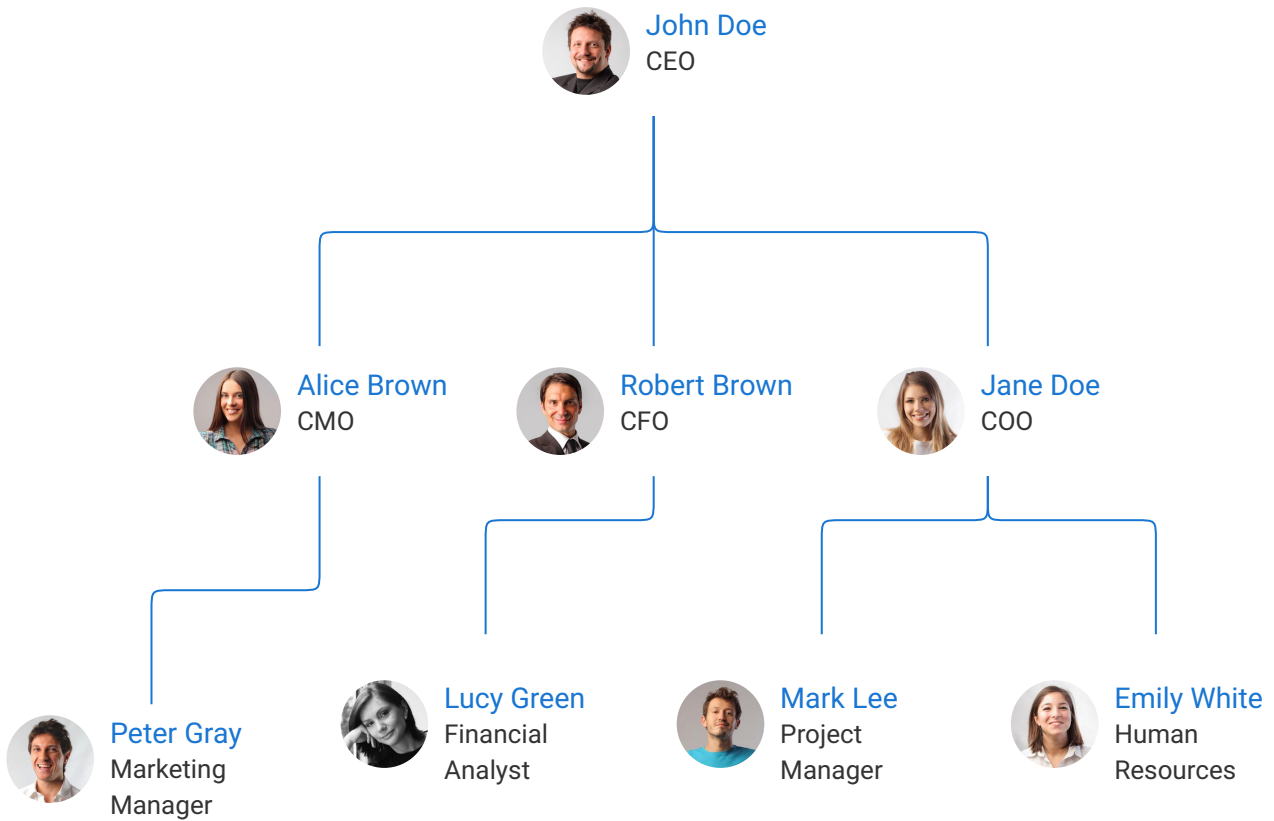 John Doe
CEO
Alice Brown
CMO
Robert Brown
CFO
Jane Doe
COO
Peter Gray
Marketing
Manager
Lucy Green
Financial
Analyst
Mark Lee
Project
Manager
Emily White
Human
Resources